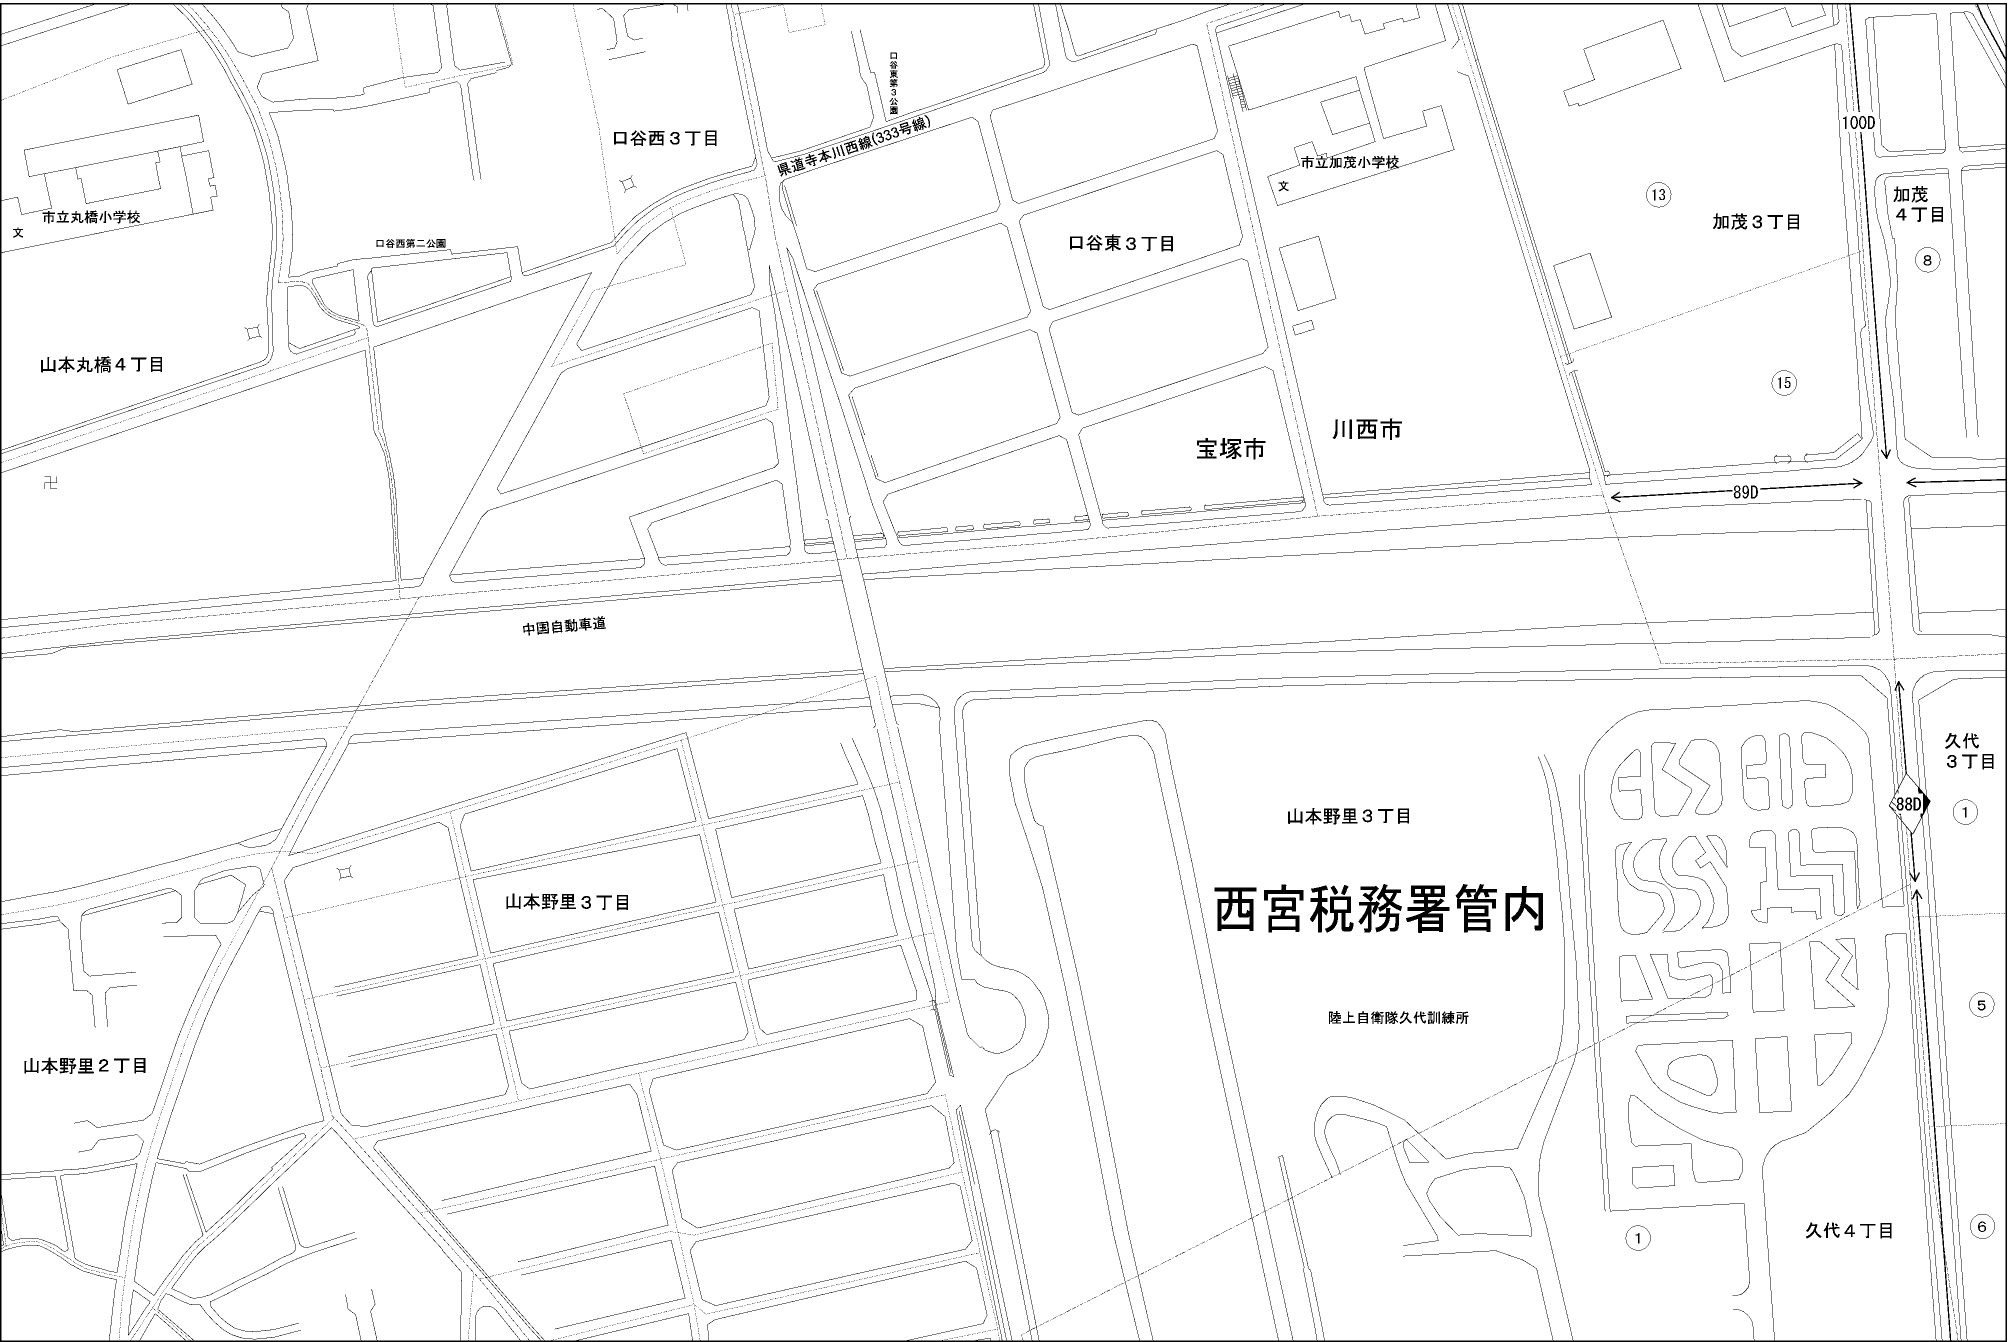 口谷東第3公園
100D
口谷西3丁目
県道寺本川西線(333号線)
市立加茂小学校
文
13
加茂
4丁目
市立丸橋小学校
文
加茂3丁目
口谷西第二公園
口谷東3丁目
8
山本丸橋4丁目
15
川西市
宝塚市
卍
89D
中国自動車道
久代
3丁目
88D
山本野里3丁目
1
山本野里3丁目
西宮税務署管内
陸上自衛隊久代訓練所
5
山本野里2丁目
6
久代4丁目
1